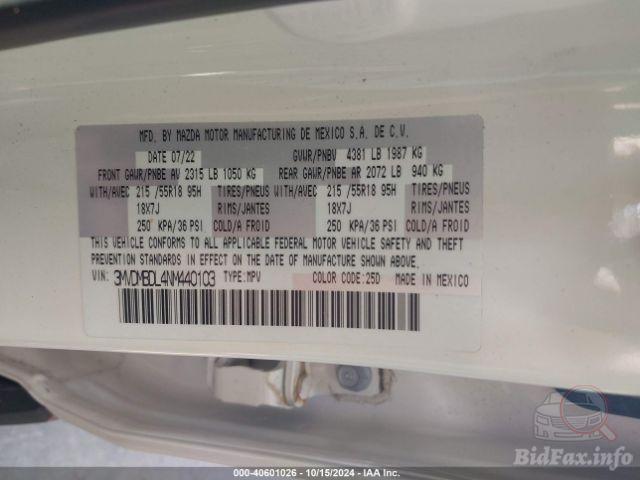 MFD. BY MAZDA MOTOR MANUFACTURING DE MEXICO S.A. DE C.V.
DATE 07/22 GVWR/PNBV 4381 LB 1987 KG
FRONT GAWR/PNBE AV 2315 LB 1050 KG REAR GAWR/PNBE AR 2072 LB 940 KG
WITH/AVEC 215 /55R18 95H TIRES/PNEUS WITH/AVEC 215 /55R18 95H TIRES/PNEUS
18X7J RIMS/JANTES 18X7J RIMS/JANTES
250 KPA/36 PSI COLD/A FROID 250 KPA/36 PSI COLD/A FROID
THIS VEHICLE CONFORMS TO ALL APPLICABLE FEDERAL MOTOR VEHICLE SAFETY AND THEFT
PREVENTION STANDARDS IN EFFECT ON THE DATE OF MANUFACTURE SHOWN ABOVE.
VIN: 3MVDMBDL4NM440103 TYPE:MPV COLOR CODE:25D MADE IN MEXICO
000-40601026 - 10/15/2024 - IAA Inc.
BidFax.info